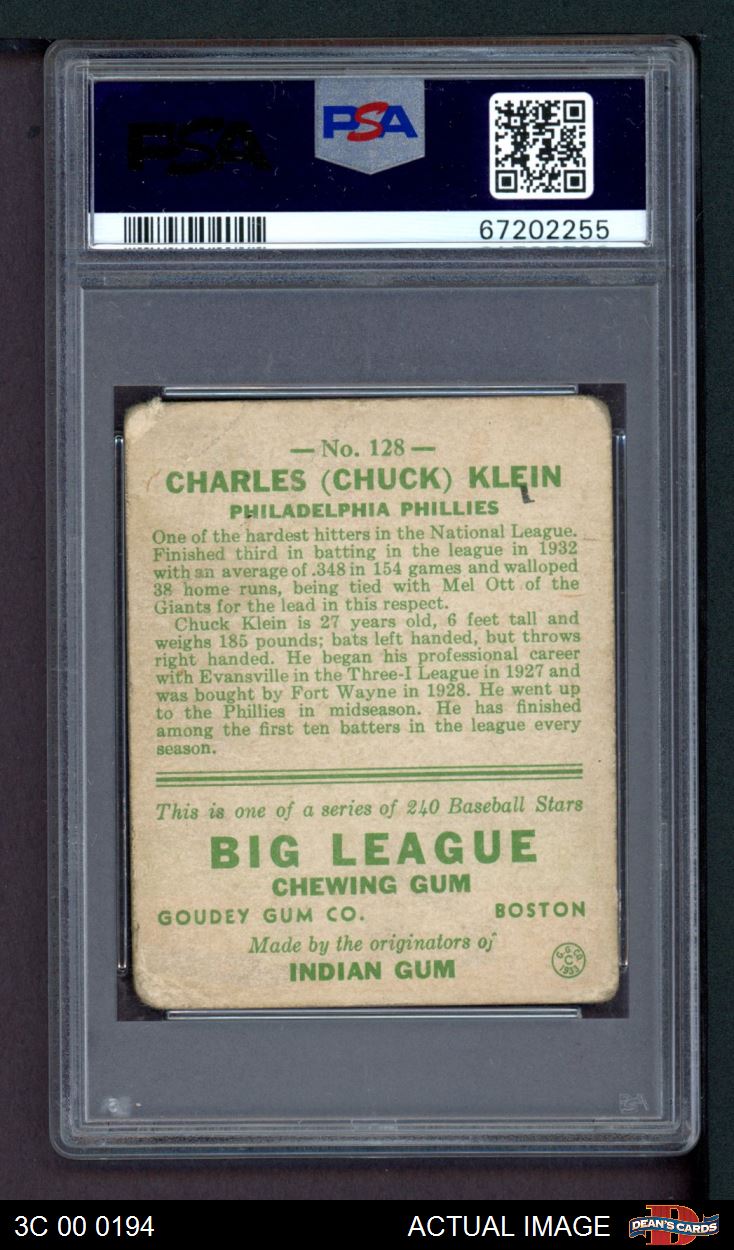 PSA
PSA
67202255
— No. 128 —
CHARLES (CHUCK) KLEIN
PHILADELPHIA PHILLIES
One of the hardest hitters in the National League.
Finished third in batting in the league in 1932
with an average of .348 in 154 games and walloped
38 home runs, being tied with Mel Ott of the
Giants for the lead in this respect.
Chuck Klein is 27 years old, 6 feet tall and
weighs 185 pounds; bats left handed, but throws
right handed. He began his professional career
with Evansville in the Three-I League in 1927 and
was bought by Fort Wayne in 1928. He went up
to the Phillies in midseason. He has finished
among the first ten batters in the league every
season.
This is one of a series of 240 Baseball Stars
BIG LEAGUE
CHEWING GUM
GOUDEY GUM CO. BOSTON
Made by the originators of
INDIAN GUM
G. G. CO.
C
1933
PSA
3C 00 0194 ACTUAL IMAGE DEAN'S CARDS